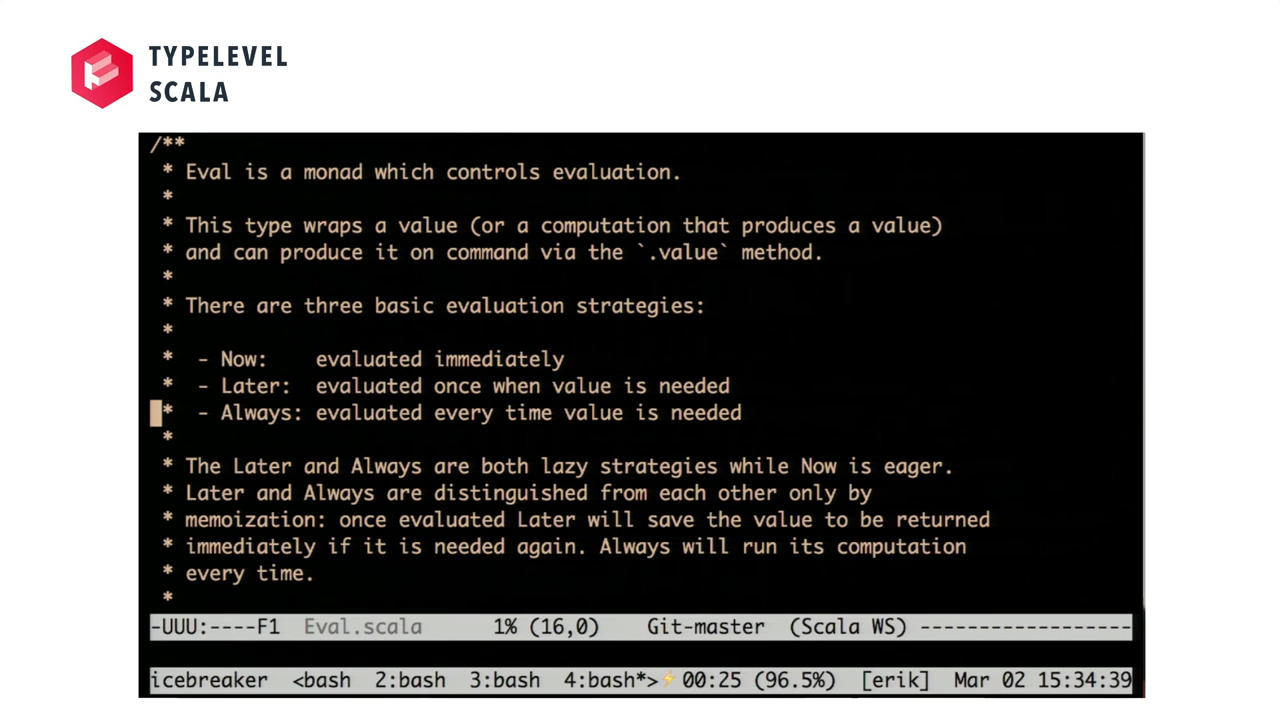 TYPELEVEL
SCALA
/**
* Eval is a monad which controls evaluation.
*
* This type wraps a value (or a computation that produces a value)
* and can produce it on command via the `.value` method.
*
* There are three basic evaluation strategies:
*
*  - Now:    evaluated immediately
*  - Later:  evaluated once when value is needed
*  - Always: evaluated every time value is needed
*
* The Later and Always are both lazy strategies while Now is eager.
* Later and Always are distinguished from each other only by
* memoization: once evaluated Later will save the value to be returned
* immediately if it is needed again. Always will run its computation
* every time.
*
-UUU:----F1  Eval.scala      1% (16,0)    Git-master  (Scala WS) ------------------
icebreaker  <bash  2:bash  3:bash  4:bash*>⚡00:25 (96.5%)  [erik]  Mar 02 15:34:39